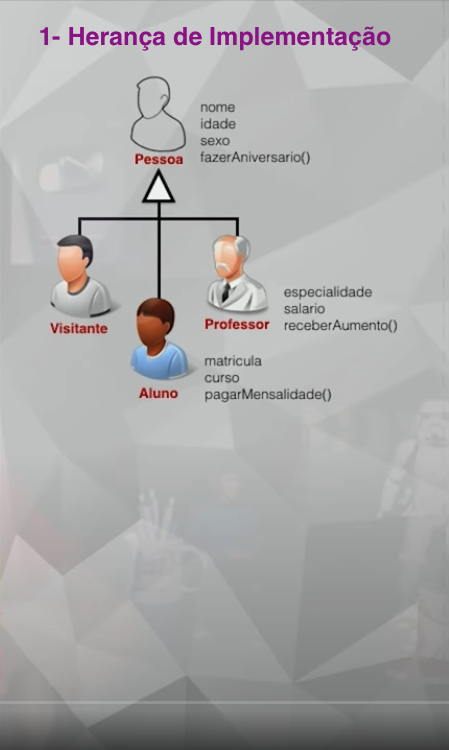 1- Herança de Implementação
nome
idade
sexo
fazerAniversario()
Pessoa
Visitante
Professor
especialidade
salario
receberAumento()
Aluno
matricula
curso
pagarMensalidade()